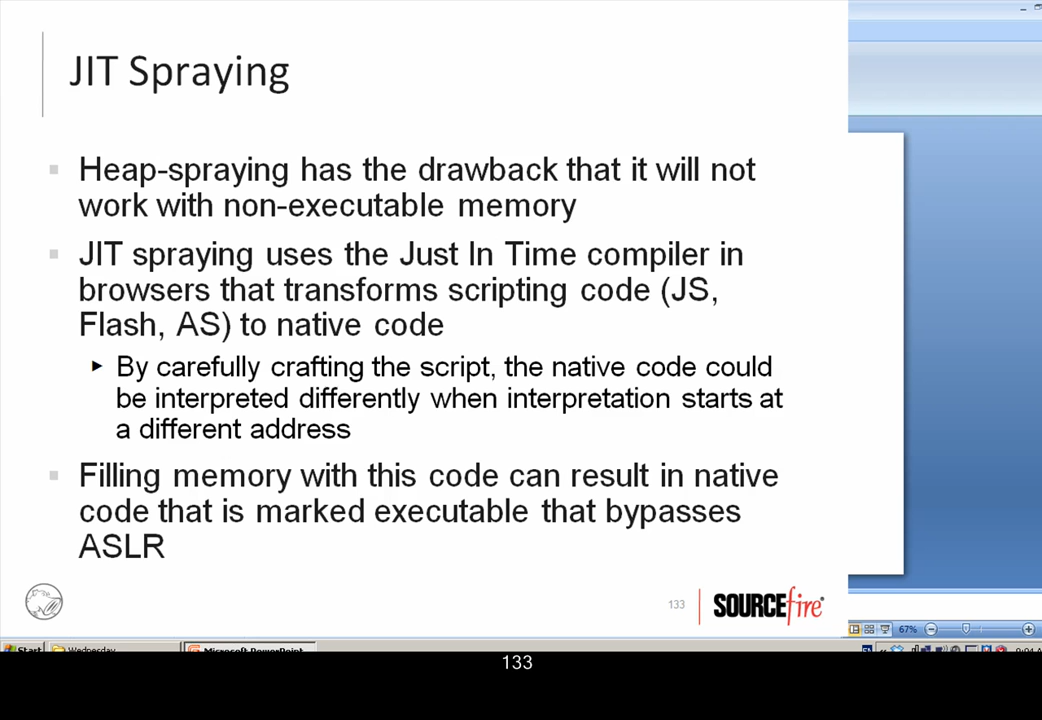 JIT Spraying
Heap-spraying has the drawback that it will not
work with non-executable memory
JIT spraying uses the Just In Time compiler in
browsers that transforms scripting code (JS,
Flash, AS) to native code
By carefully crafting the script, the native code could
be interpreted differently when interpretation starts at
a different address
Filling memory with this code can result in native
code that is marked executable that bypasses
ASLR
133
SOURCEfire
67%
Start
Wednesday
Microsoft PowerPoint
133